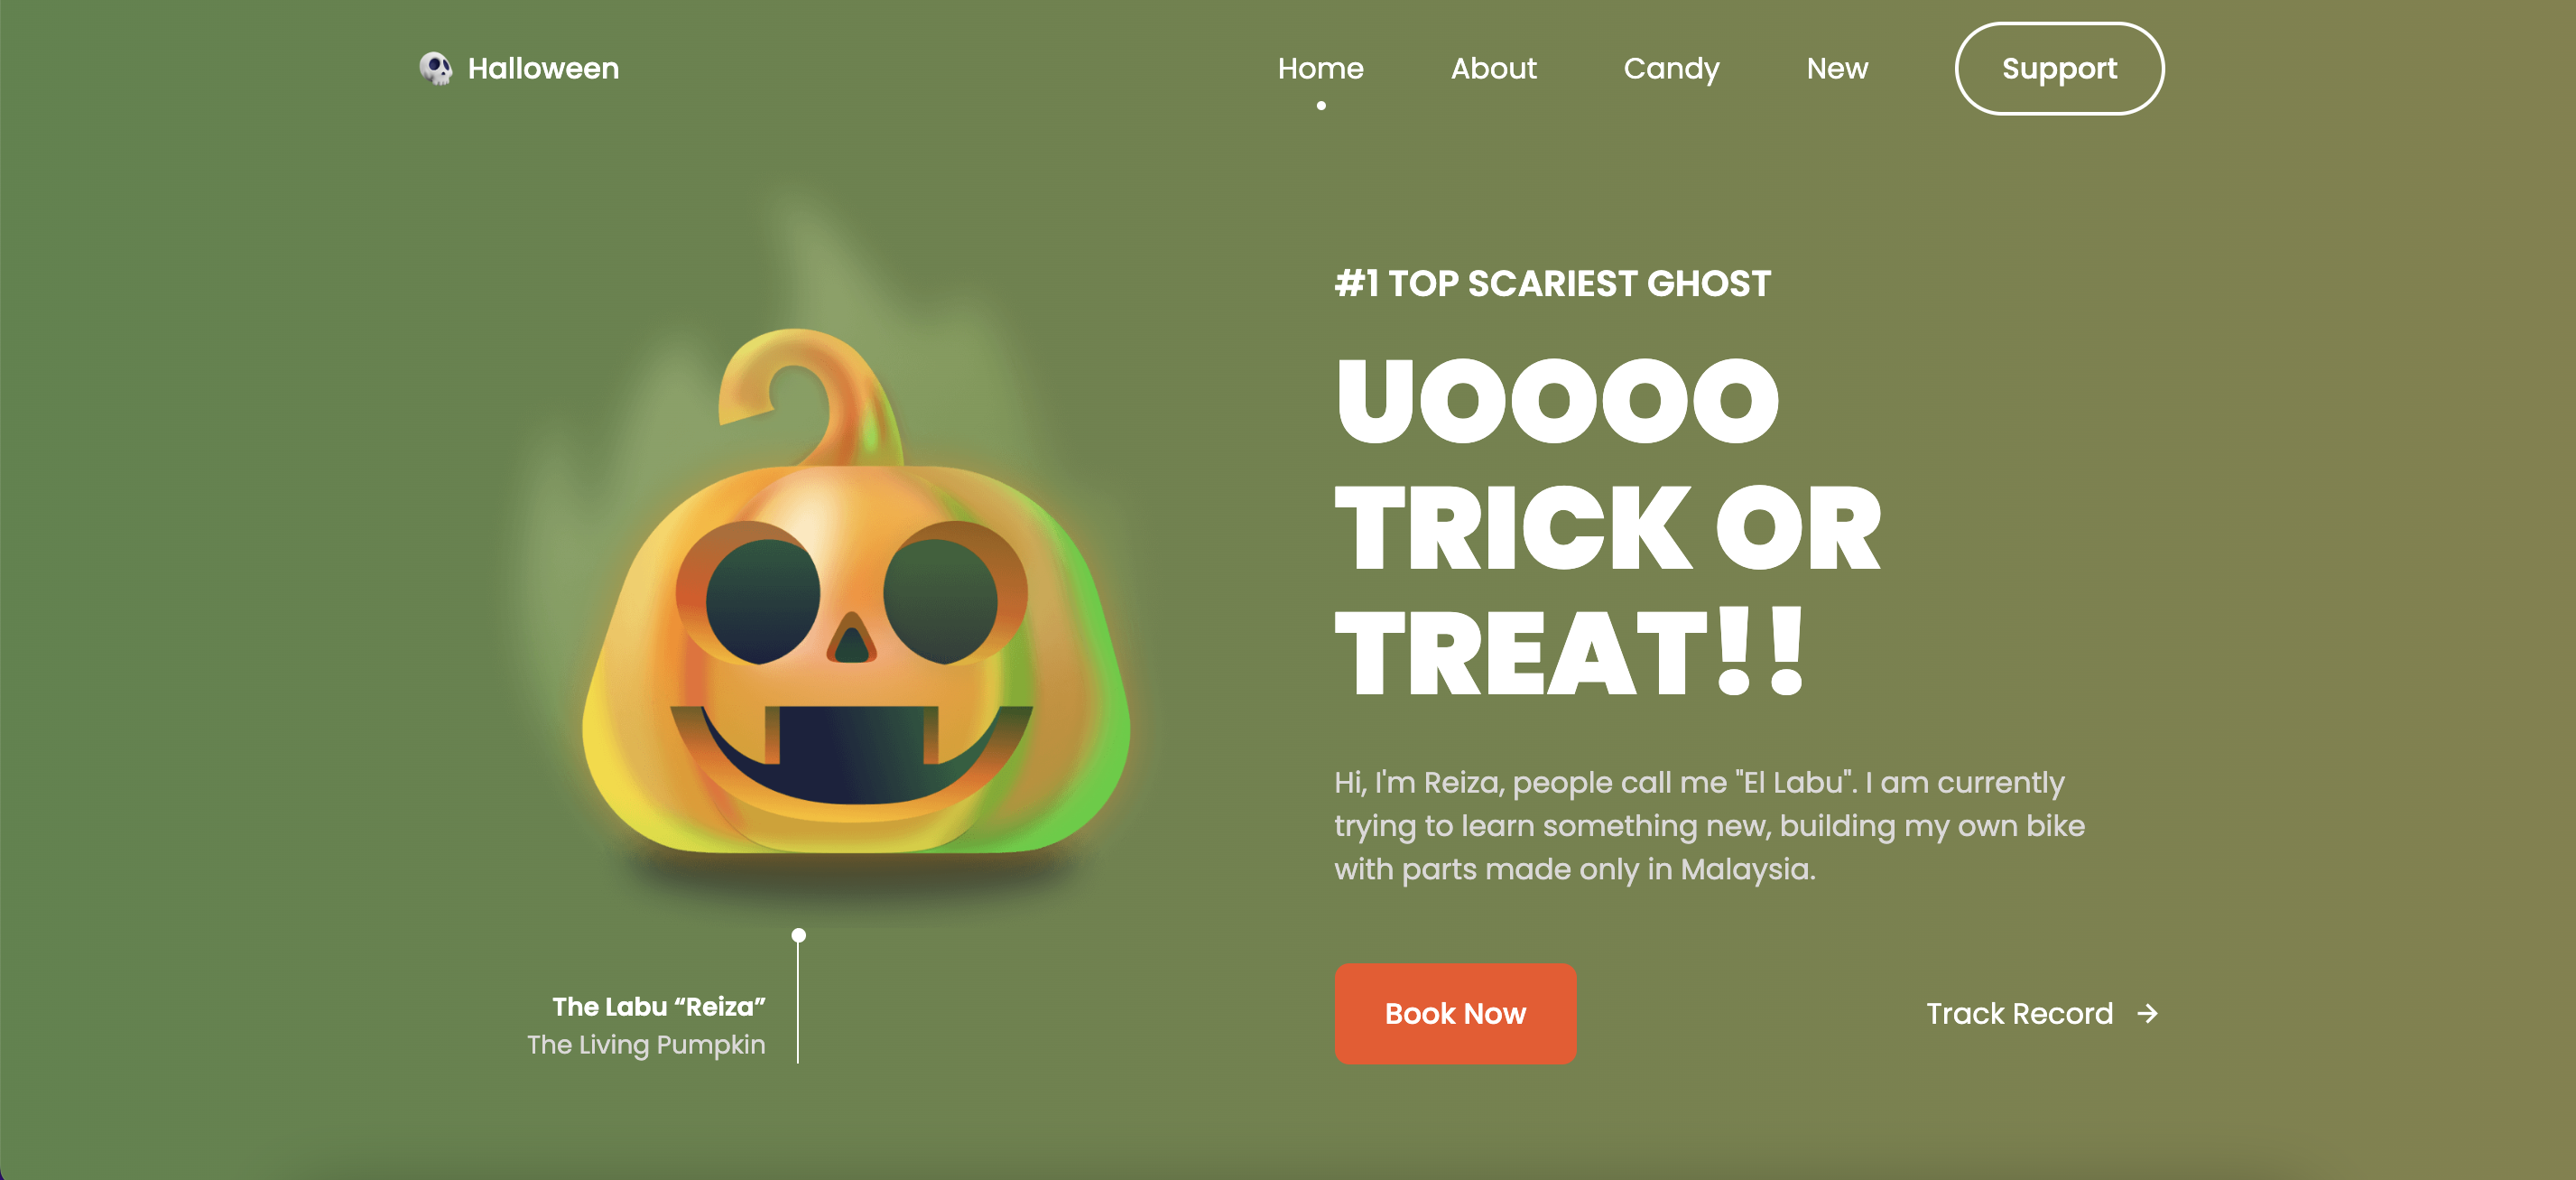 Halloween
Home
About
Candy
New
Support
#1 TOP SCARIEST GHOST
UOOOO
TRICK OR
TREAT!!
Hi, I'm Reiza, people call me "El Labu". I am currently
trying to learn something new, building my own bike
with parts made only in Malaysia.
Book Now
Track Record →
The Labu “Reiza”
The Living Pumpkin